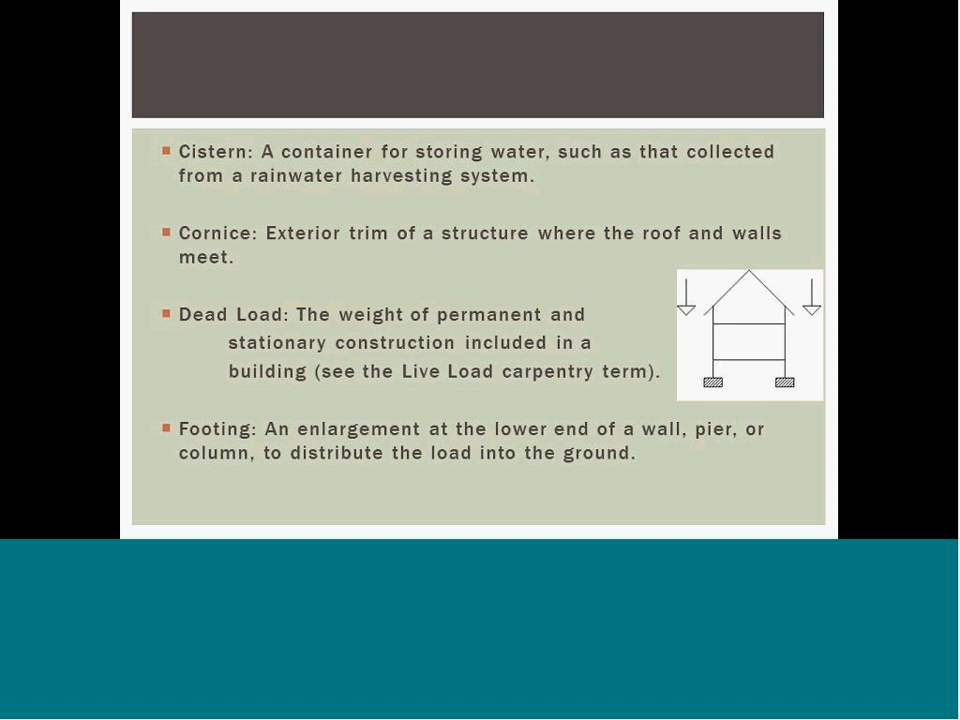 Cistern: A container for storing water, such as that collected
from a rainwater harvesting system.
Cornice: Exterior trim of a structure where the roof and walls
meet.
Dead Load: The weight of permanent and
stationary construction included in a
building (see the Live Load carpentry term).
Footing: An enlargement at the lower end of a wall, pier, or
column, to distribute the load into the ground.